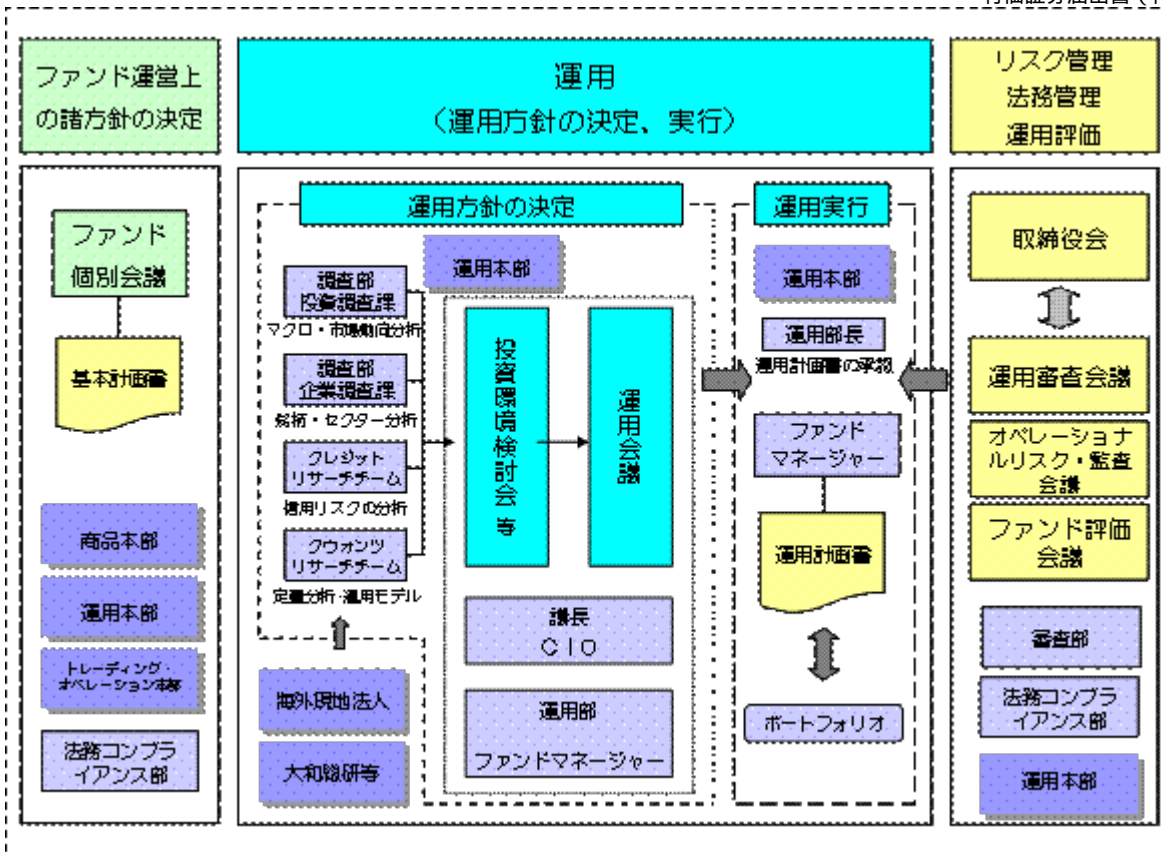 ファンド運営上
の諸方針の決定
運用
(運用方針の決定、実行)
リスク管理
法務管理
運用評価
ファンド
個別会議
基本計画書
商品本部
運用本部
トレーディング・
オペレーション本部
法務コンプラ
イアンス部
運用方針の決定
運用本部
調査部
投資調査課
マクロ・市場動向分析
調査部
企業調査課
銘柄・セクター分析
クレジット
リサーチチーム
信用リスクの分析
クウォンツ
リサーチチーム
定量分析・運用モデル
海外現地法人
大和総研等
投資環境検討会 等
運用会議
議長
CIO
運用部
ファンドマネージャー
運用実行
運用本部
運用部長
運用計画書の承認
ファンド
マネージャー
運用計画書
ポートフォリオ
取締役会
運用審査会議
オペレーショナ
ルリスク・監査
会議
ファンド評価
会議
審査部
法務コンプラ
イアンス部
運用本部